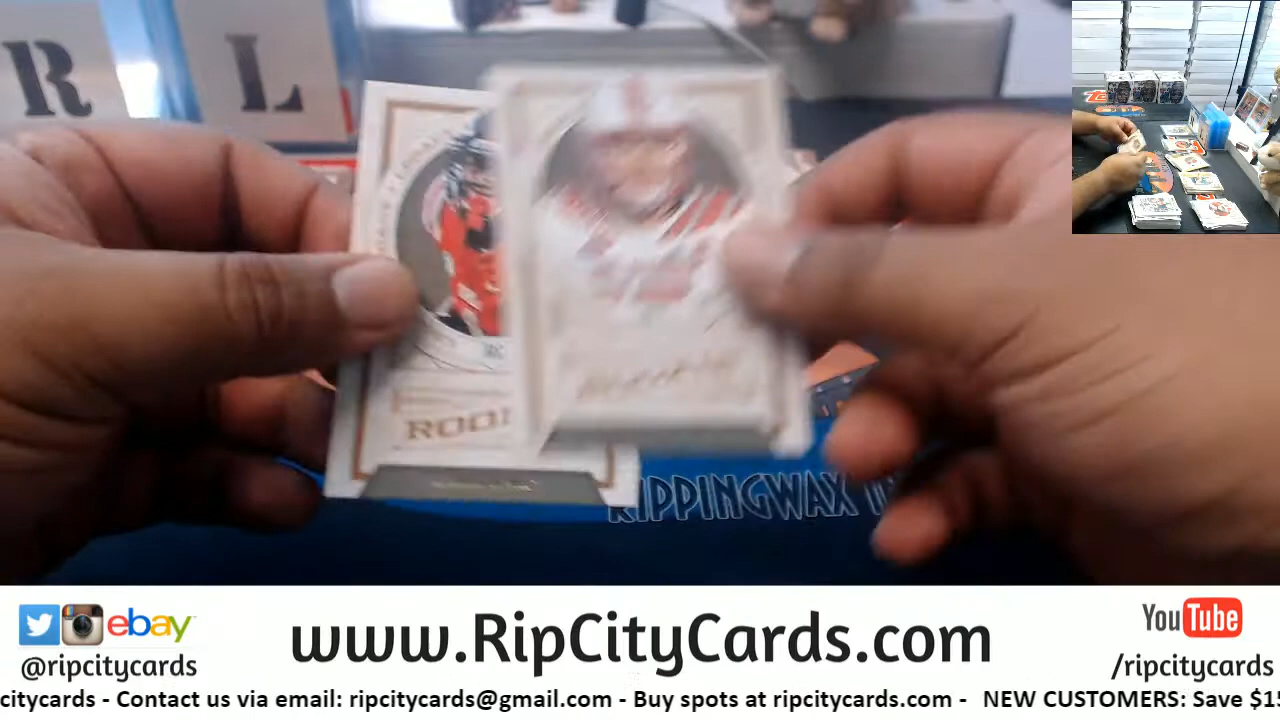 R L
ROO
RIPPINGWAX
ebay
www.RipCityCards.com
YouTube
@ripcitycards
/ripcitycards
citycards - Contact us via email: ripcitycards@gmail.com - Buy spots at ripcitycards.com - NEW CUSTOMERS: Save $15